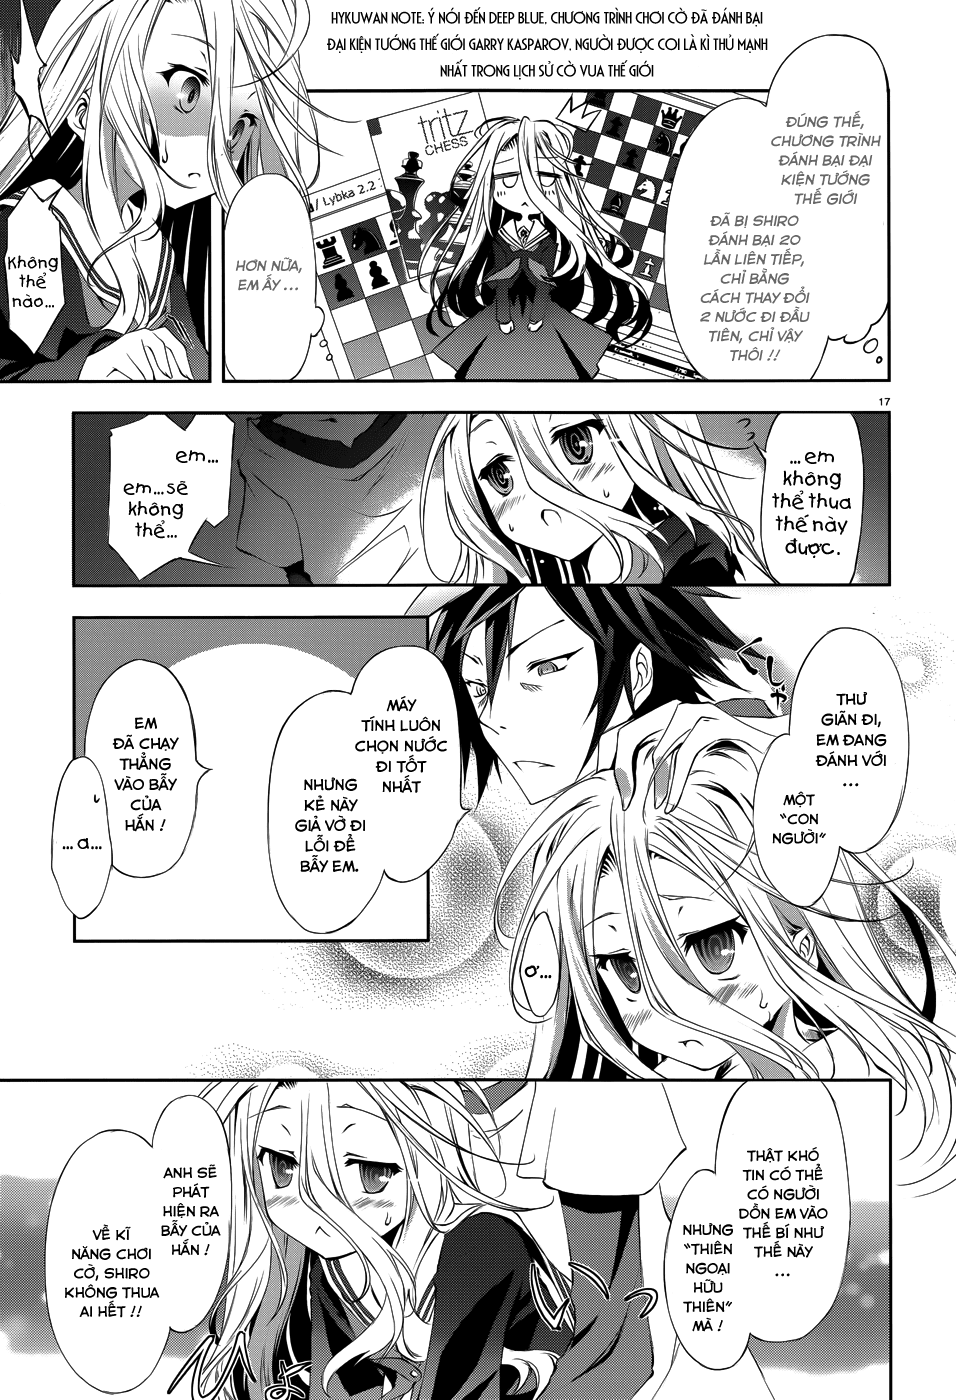 HYKUWAN NOTE: Ý NÓI ĐẾN DEEP BLUE, CHƯƠNG TRÌNH CHƠI CỜ ĐÃ ĐÁNH BẠI
ĐẠI KIỆN TƯỚNG THẾ GIỚI GARRY KASPAROV, NGƯỜI ĐƯỢC COI LÀ KÌ THỦ MẠNH
NHẤT TRONG LỊCH SỬ CỜ VUA THẾ GIỚI
ĐÚNG THẾ,
CHƯƠNG TRÌNH
ĐÁNH BẠI ĐẠI
KIỆN TƯỚNG
THẾ GIỚI
ĐÃ BỊ SHIRO
ĐÁNH BẠI 20
LẦN LIÊN TIẾP,
CHỈ BẰNG
CÁCH THAY ĐỔI
2 NƯỚC ĐI ĐẦU
TIÊN, CHỈ VẬY
THÔI !!
tritz
CHESS
/ Lybka 2.2
HƠN NỮA,
EM ẤY ...
Không
thể
nào...
17
...em
không
thể thua
thế này
được.
em...
em...sẽ
không
thể...
THƯ
GIÃN ĐI,
EM ĐANG
ĐÁNH VỚI
...
MỘT
"CON
NGƯỜI"
Ơ...
MÁY
TÍNH LUÔN
CHỌN NƯỚC
ĐI TỐT
NHẤT
NHƯNG
KẺ NÀY
GIẢ VỜ ĐI
LỖI ĐỂ
BẪY EM.
EM
ĐÃ CHẠY
THẲNG
VÀO BẪY
CỦA
HẮN !
... a...
THẬT KHÓ
TIN CÓ THỂ
CÓ NGƯỜI
DỒN EM VÀO
THẾ BÍ NHƯ
THẾ NÀY
...
NHƯNG
"THIÊN
NGOẠI
HỮU
THIÊN"
MÀ !
ANH SẼ
PHÁT
HIỆN RA
BẪY CỦA
HẮN !
VỀ KĨ
NĂNG CHƠI
CỜ, SHIRO
KHÔNG THUA
AI HẾT !!